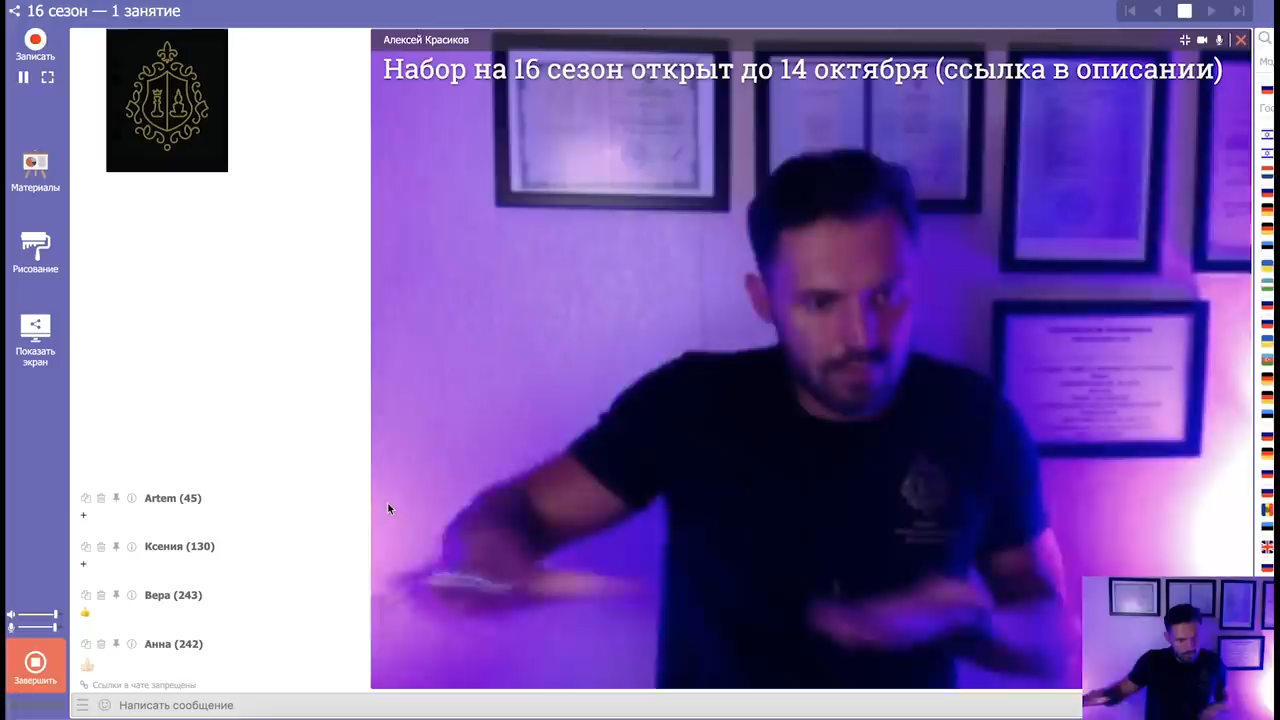 16 сезон — 1 занятие
Записать
Материалы
Рисование
Показать
экран
Завершить
Алексей Красиков
Набор на 16 сезон открыт до 14 октября (ссылка в описании)
Artem (45)
+
Ксения (130)
+
Вера (243)
Анна (242)
Ссылки в чате запрещены
Написать сообщение